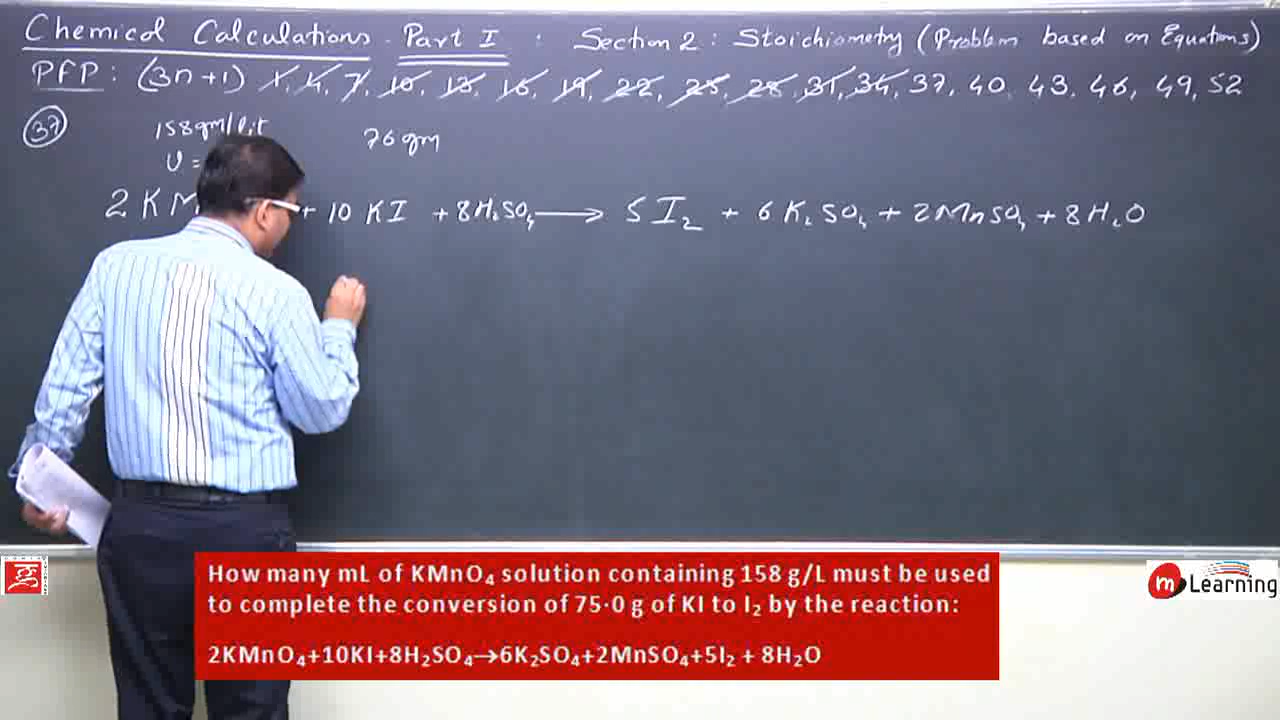 Chemical Calculations. Part I : Section 2 : Stoichiometry (Problem based on Equations)
PFP : (3n+1) 1, 4, 7, 10, 13, 16, 19, 22, 25, 28, 31, 34, 37, 40, 43, 46, 49, 52
37 158gm/lit 76 gm
V =
2 KM + 10 KI + 8H₂SO₄ ⟶ 5 I₂ + 6 K₂SO₄ + 2MnSO₄ + 8H₂O
How many mL of KMnO₄ solution containing 158 g/L must be used
to complete the conversion of 75·0 g of KI to I₂ by the reaction:
2KMnO₄+10KI+8H₂SO₄→6K₂SO₄+2MnSO₄+5I₂ + 8H₂O
m Learning